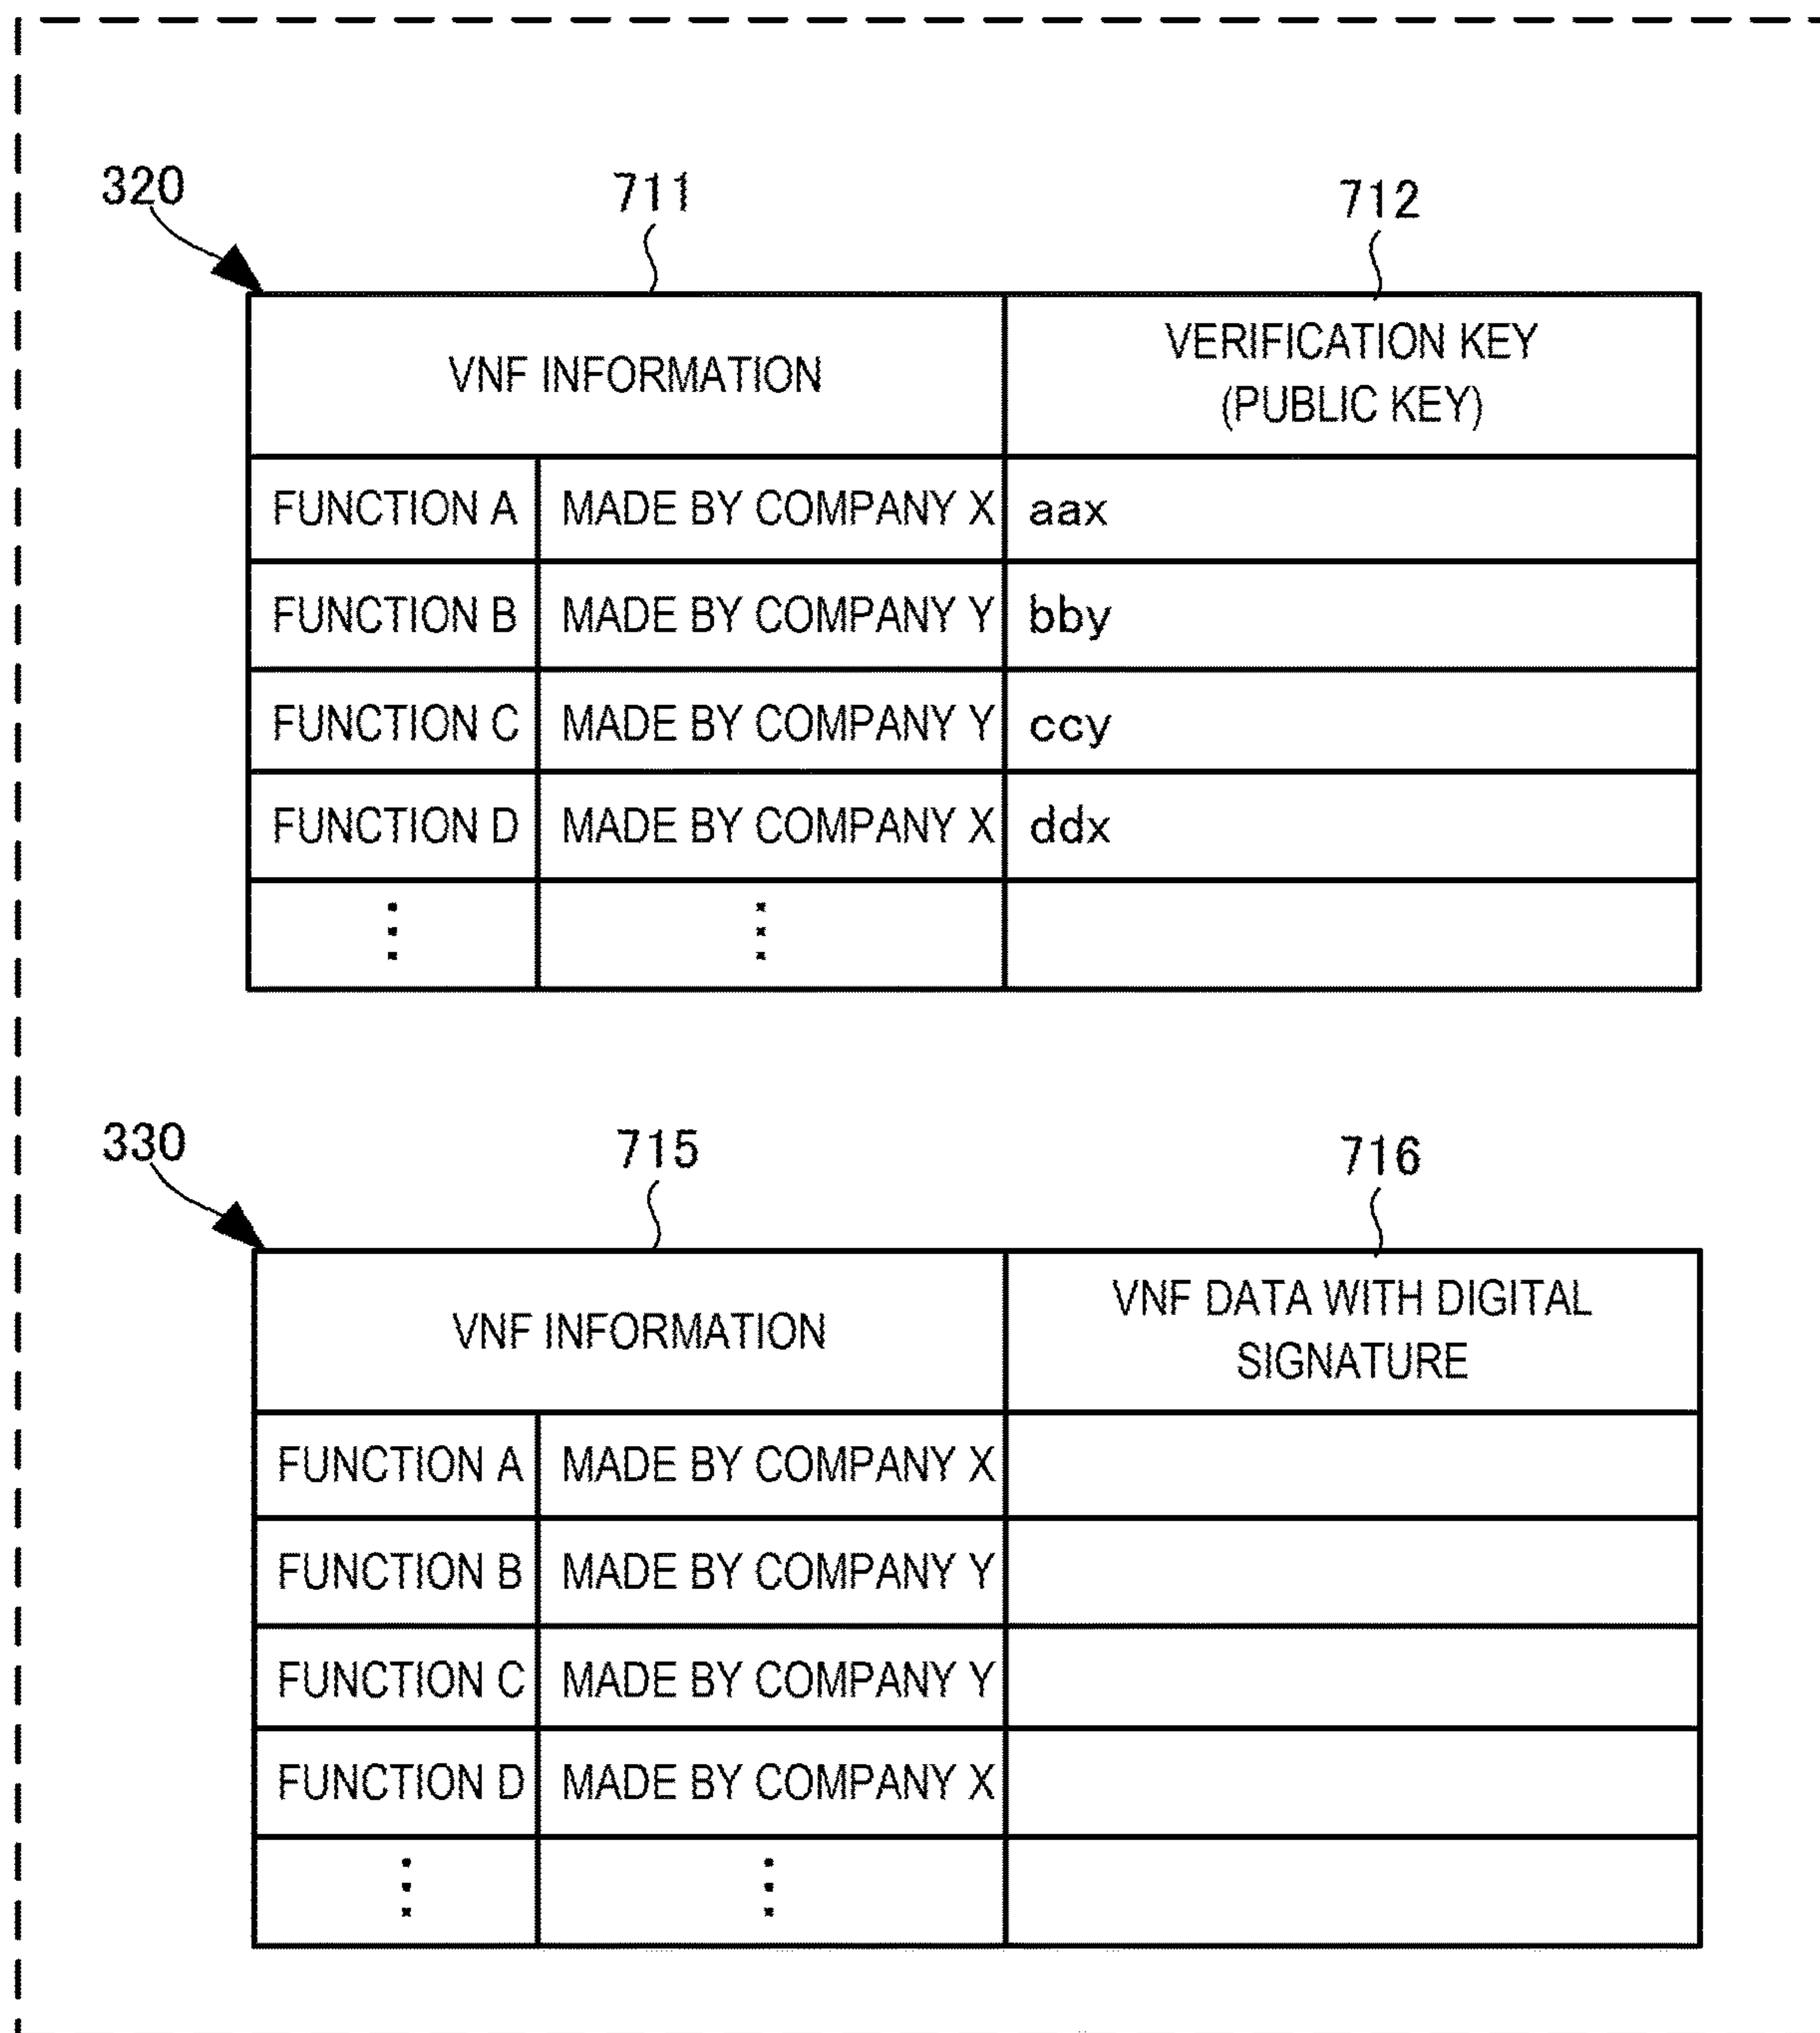 320
711
712
VNF INFORMATION
VERIFICATION KEY
(PUBLIC KEY)
FUNCTION A MADE BY COMPANY X aax
FUNCTION B MADE BY COMPANY Y bby
FUNCTION C MADE BY COMPANY Y ccy
FUNCTION D MADE BY COMPANY X ddx
330
715
716
VNF INFORMATION
VNF DATA WITH DIGITAL
SIGNATURE
FUNCTION A MADE BY COMPANY X
FUNCTION B MADE BY COMPANY Y
FUNCTION C MADE BY COMPANY Y
FUNCTION D MADE BY COMPANY X